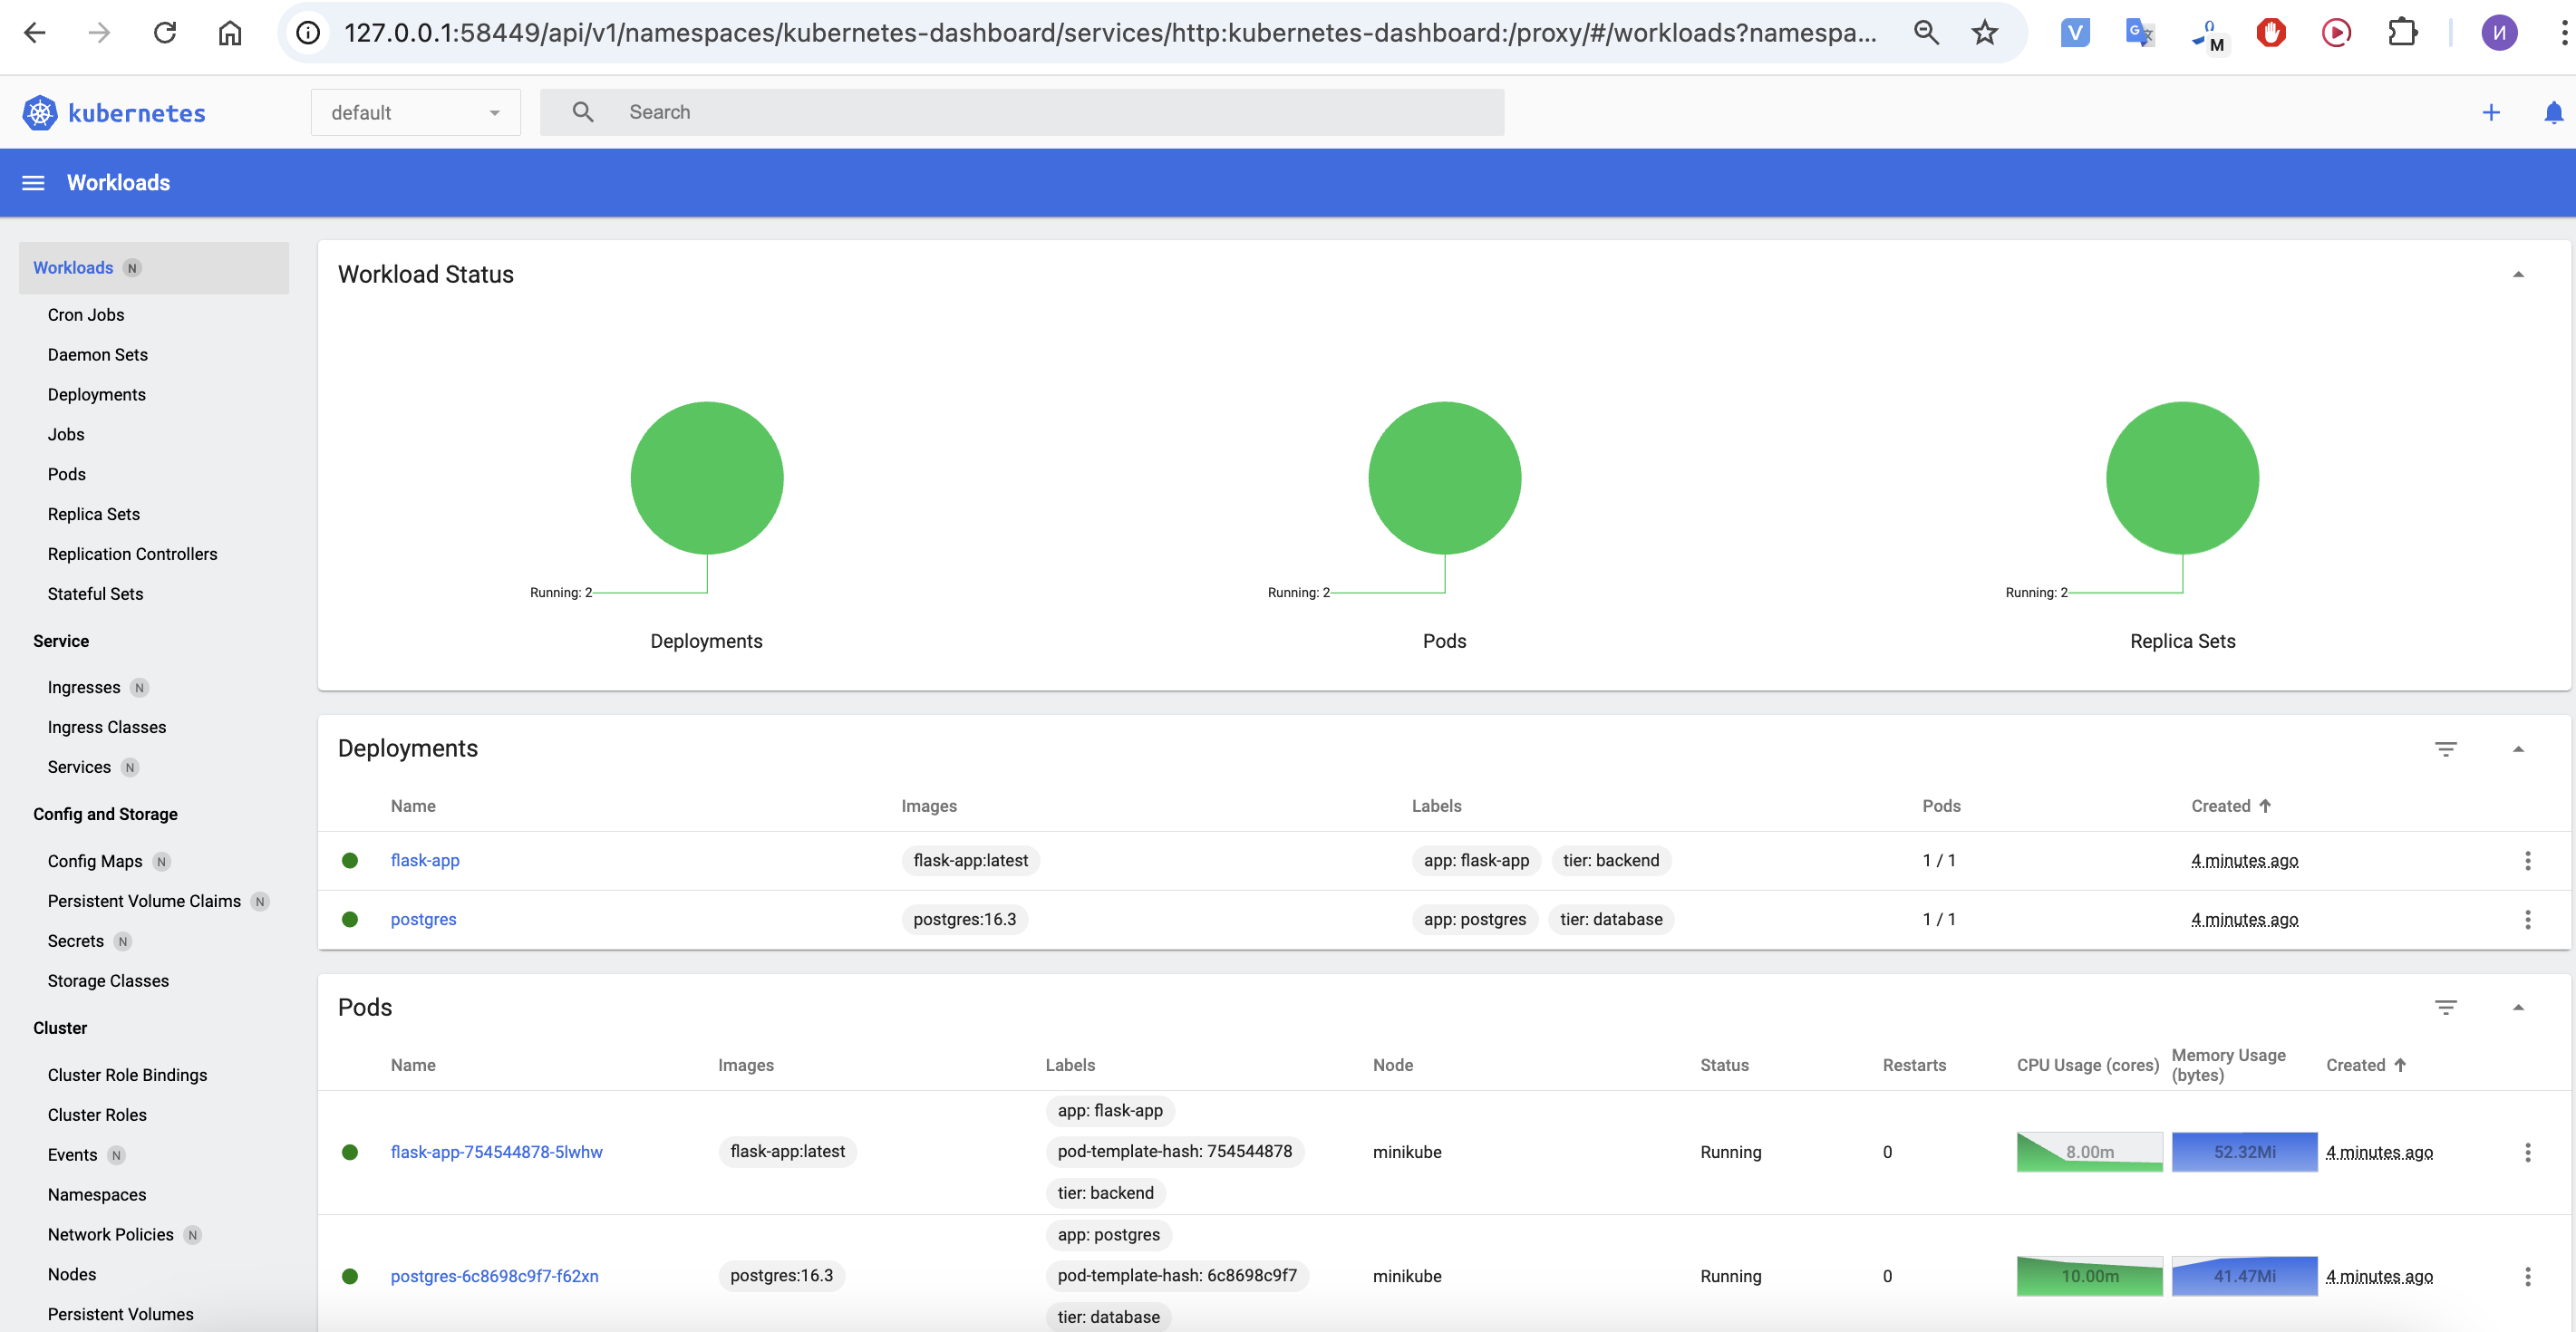 127.0.0.1:58449/api/v1/namespaces/kubernetes-dashboard/services/http:kubernetes-dashboard:/proxy/#/workloads?namespa...
V
G
M
И
kubernetes
default
Search
Workloads
Workloads N
Cron Jobs
Daemon Sets
Deployments
Jobs
Pods
Replica Sets
Replication Controllers
Stateful Sets
Service
Ingresses N
Ingress Classes
Services N
Config and Storage
Config Maps N
Persistent Volume Claims N
Secrets N
Storage Classes
Cluster
Cluster Role Bindings
Cluster Roles
Events N
Namespaces
Network Policies N
Nodes
Persistent Volumes
Workload Status
Running: 2
Deployments
Running: 2
Pods
Running: 2
Replica Sets
Deployments
Name Images Labels Pods Created
flask-app flask-app:latest app: flask-app tier: backend 1 / 1 4 minutes ago
postgres postgres:16.3 app: postgres tier: database 1 / 1 4 minutes ago
Pods
Name Images Labels Node Status Restarts CPU Usage (cores) Memory Usage (bytes) Created
app: flask-app
flask-app-754544878-5lwhw flask-app:latest pod-template-hash: 754544878 minikube Running 0 8.00m 52.32Mi 4 minutes ago
tier: backend
app: postgres
postgres-6c8698c9f7-f62xn postgres:16.3 pod-template-hash: 6c8698c9f7 minikube Running 0 10.00m 41.47Mi 4 minutes ago
tier: database